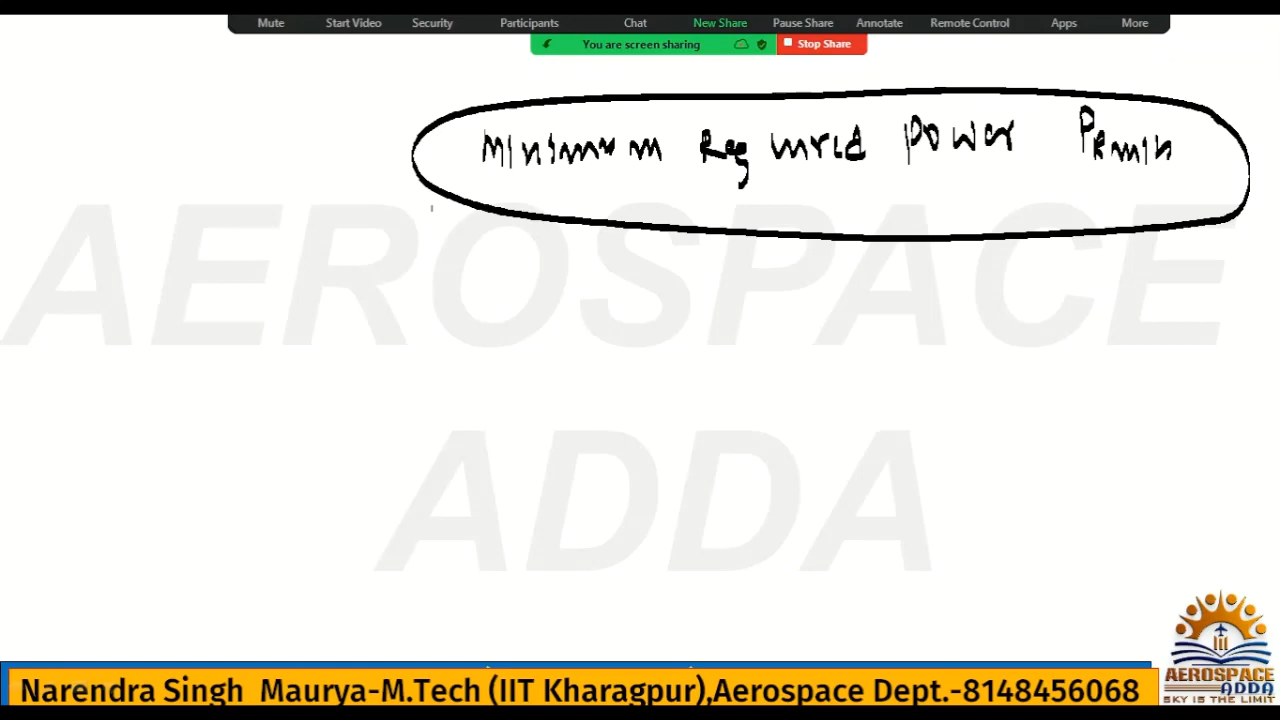 Mute Start Video Security Participants Chat New Share Pause Share Annotate Remote Control Apps More
You are screen sharing Stop Share
Minimum Required Power PRmin
AEROSPACE
ADDA
Narendra Singh Maurya-M.Tech (IIT Kharagpur),Aerospace Dept.-8148456068
AEROSPACE
ADDA
SKY IS THE LIMIT